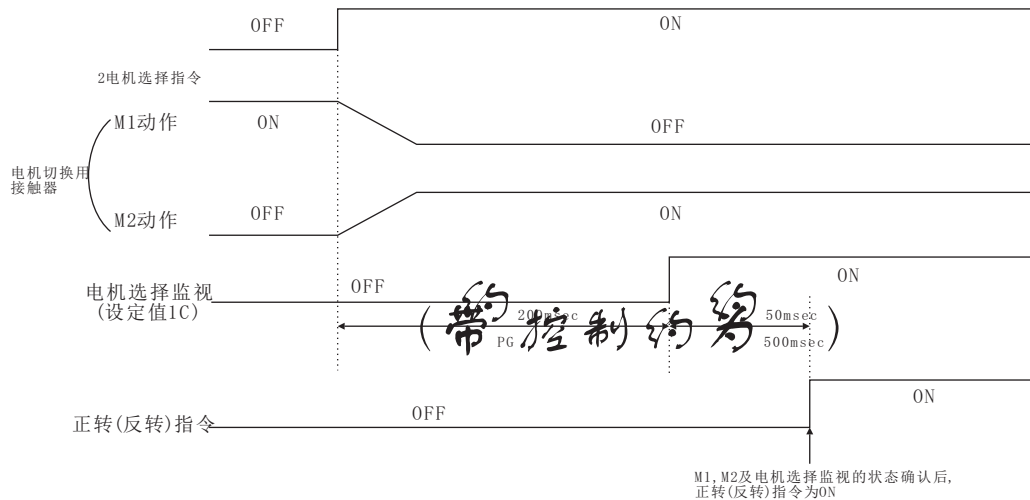 OFF
ON
2电机选择指令
M1动作
ON
OFF
电机切换用
接触器
M2动作
OFF
ON
电机选择监视
(设定值1C)
OFF
ON
约
约
200msec
50msec
(带 控制约 )
PG
500msec
正转(反转)指令
OFF
ON
M1,M2及电机选择监视的状态确认后,
正转(反转)指令为ON